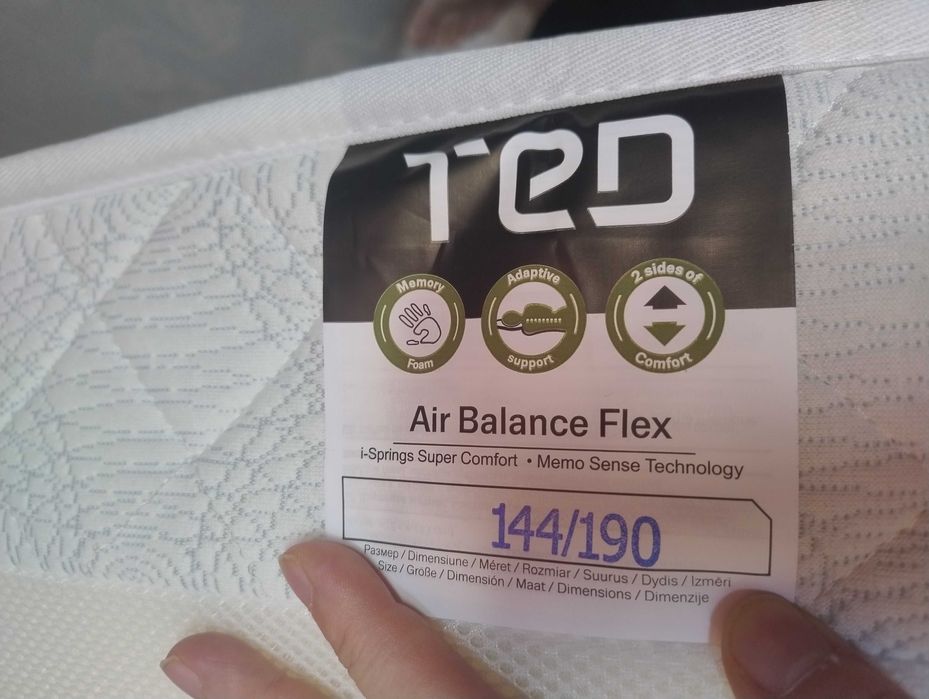 TED
Memory
Foam
Adaptive
support
2 sides of
Comfort
Air Balance Flex
i-Springs Super Comfort • Memo Sense Technology
144/190
Размер / Dimensiune / Méret / Rozmiar / Suurus / Dydis / Izmēri
Size / Große / Dimensión / Maat / Dimensions / Dimenzije